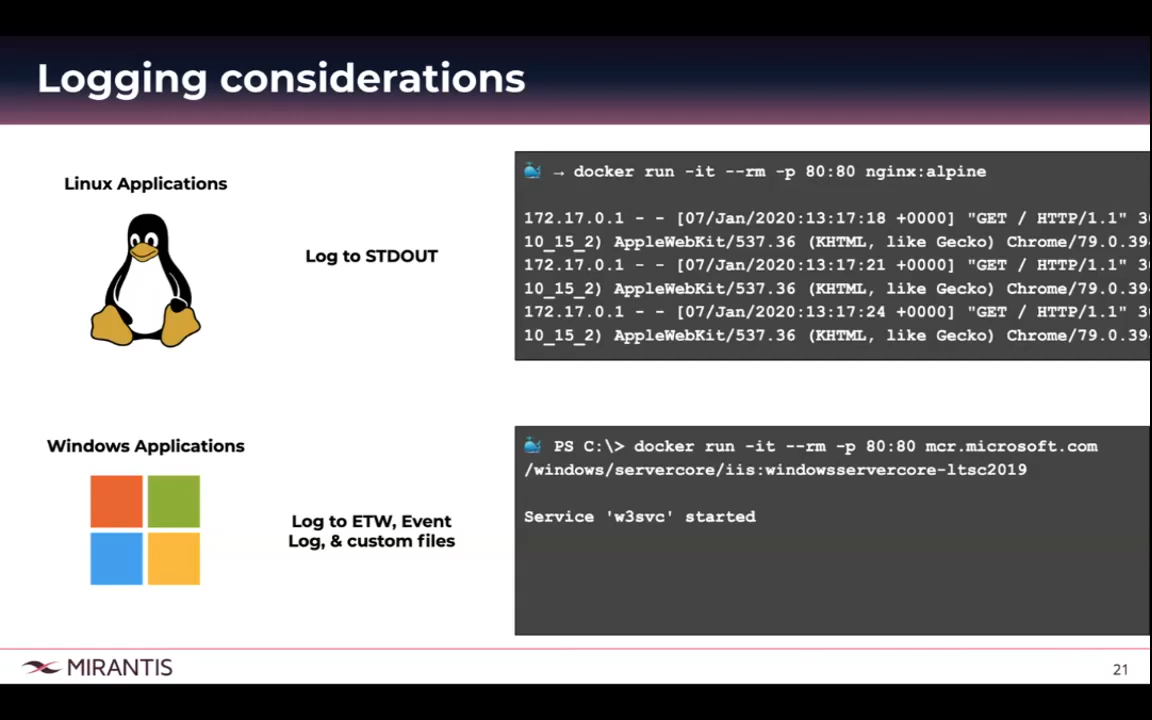 Logging considerations
Linux Applications
Log to STDOUT
→ docker run -it --rm -p 80:80 nginx:alpine
172.17.0.1 - - [07/Jan/2020:13:17:18 +0000] "GET / HTTP/1.1"
10_15_2) AppleWebKit/537.36 (KHTML, like Gecko) Chrome/79.0.39
172.17.0.1 - - [07/Jan/2020:13:17:21 +0000] "GET / HTTP/1.1"
10_15_2) AppleWebKit/537.36 (KHTML, like Gecko) Chrome/79.0.39
172.17.0.1 - - [07/Jan/2020:13:17:24 +0000] "GET / HTTP/1.1"
10_15_2) AppleWebKit/537.36 (KHTML, like Gecko) Chrome/79.0.39
Windows Applications
Log to ETW, Event
Log, & custom files
PS C:\> docker run -it --rm -p 80:80 mcr.microsoft.com
/windows/servercore/iis:windowsservercore-ltsc2019
Service 'w3svc' started
MIRANTIS
21